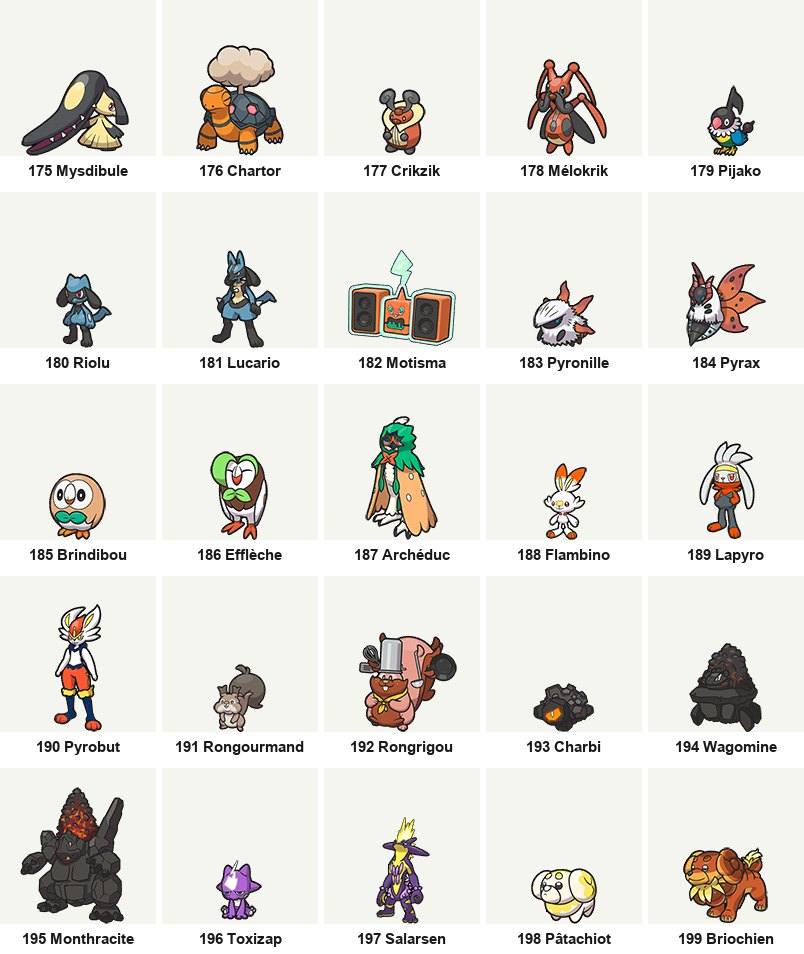 175 Mysdibule
176 Chartor
177 Crikzik
178 Mélokrik
179 Pijako
180 Riolu
181 Lucario
182 Motisma
183 Pyronille
184 Pyrax
185 Brindibou
186 Efflèche
187 Archéduc
188 Flambino
189 Lapyro
190 Pyrobut
191 Rongourmand
192 Rongrigou
193 Charbi
194 Wagomine
195 Monthracite
196 Toxizap
197 Salarsen
198 Pâtachiot
199 Briochien